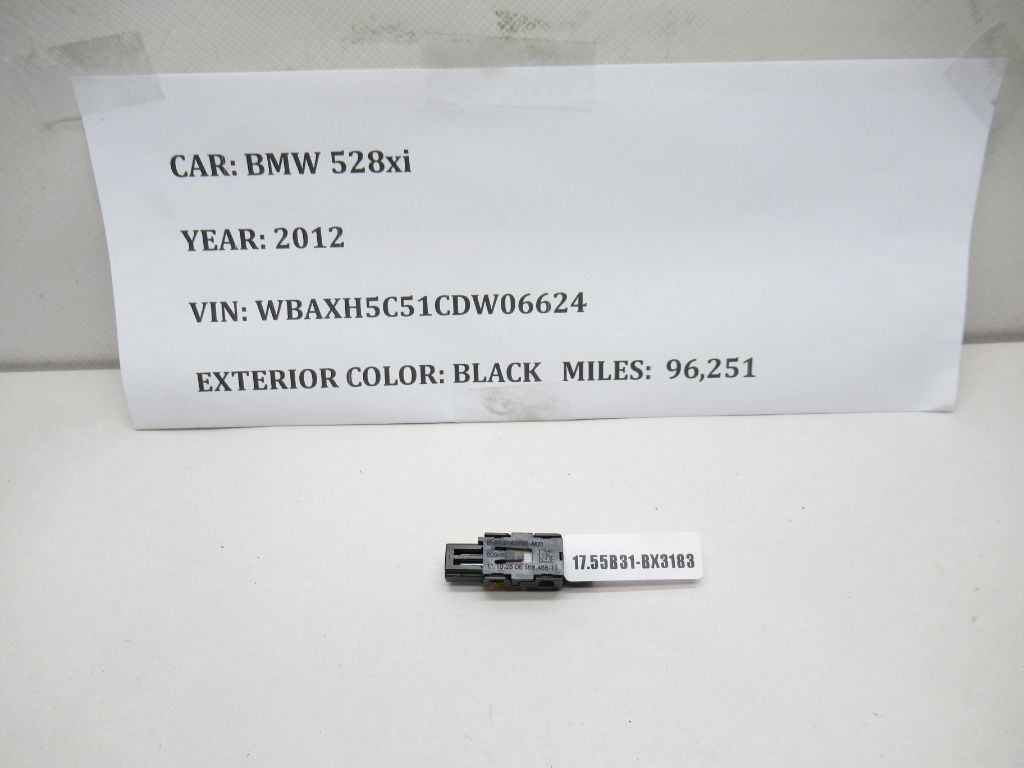 CAR: BMW 528xi
YEAR: 2012
VIN: WBAXH5C51CDW06624
EXTERIOR COLOR: BLACK MILES: 96,251
17.55B31-BX3183